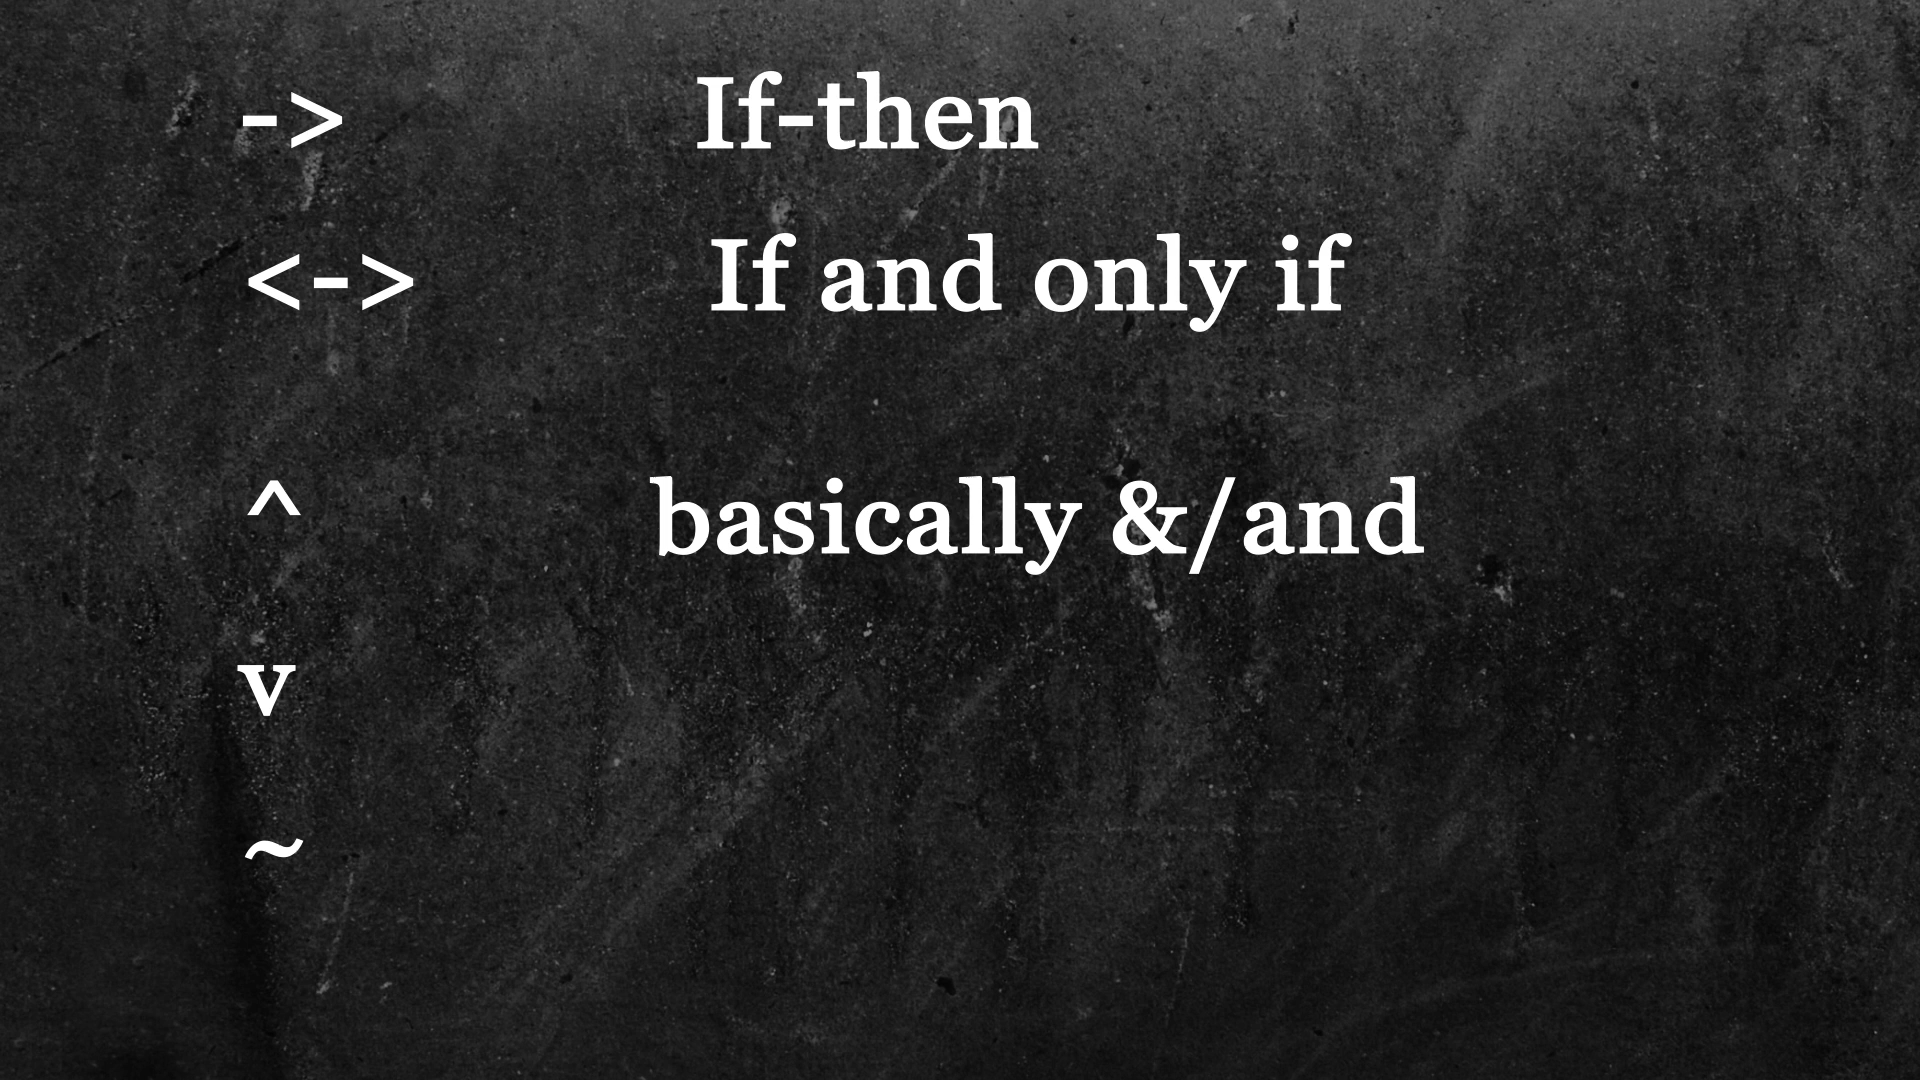 -> If-then
<-> If and only if
^ basically &/and
v
~